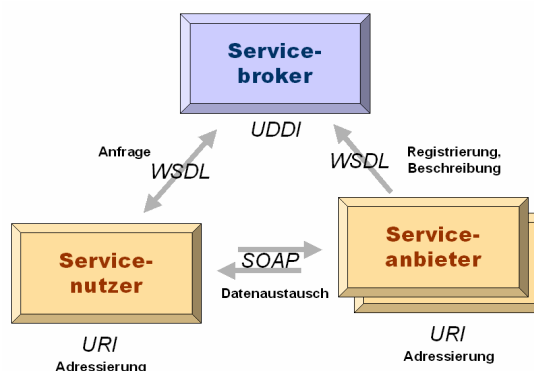 Service-
broker
UDDI
Anfrage
WSDL
WSDL
Registrierung,
Beschreibung
Service-
nutzer
SOAP
Datenaustausch
Service-
anbieter
URI
Adressierung
URI
Adressierung